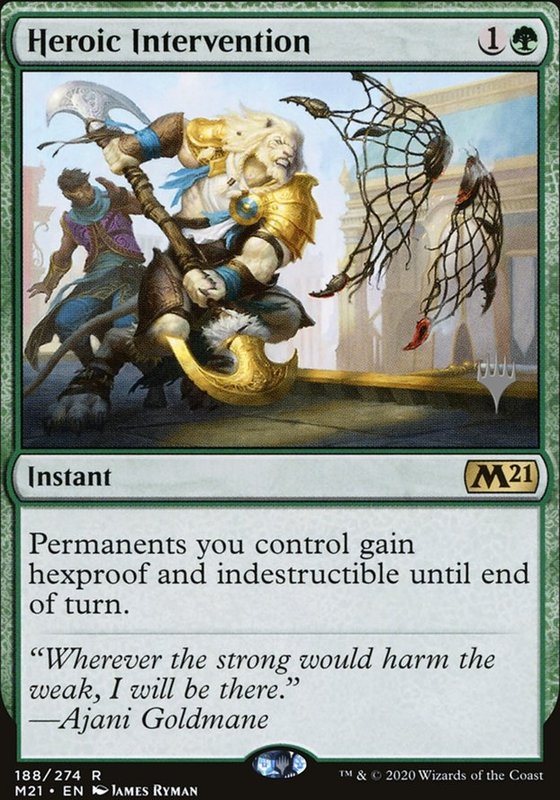 Heroic Intervention 1
Instant M21
Permanents you control gain
hexproof and indestructible until end
of turn.
“Wherever the strong would harm the
weak, I will be there.”
—Ajani Goldmane
188/274 R
M21 • EN JAMES RYMAN
™ & © 2020 Wizards of the Coast